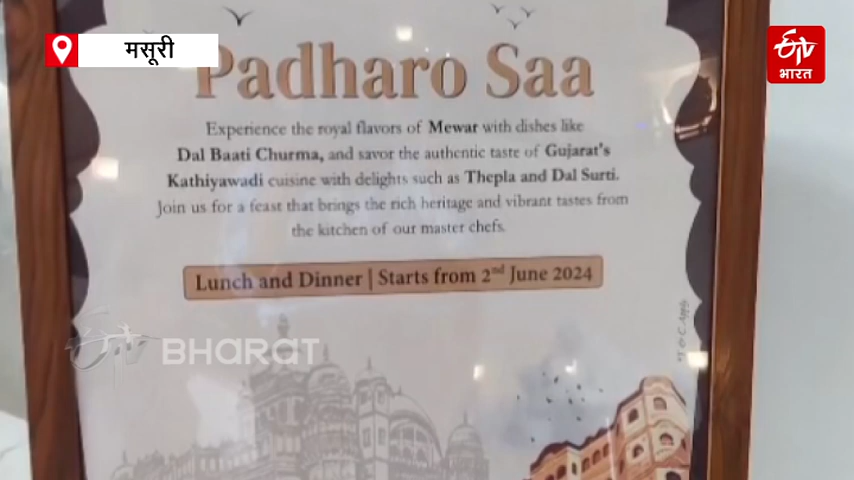 मसूरी
ETV
भारत
Padharo Saa
Experience the royal flavors of Mewar with dishes like
Dal Baati Churma, and savor the authentic taste of Gujarat's
Kathiyawadi cuisine with delights such as Thepla and Dal Surti.
Join us for a feast that brings the rich heritage and vibrant tastes from
the kitchen of our master chefs.
Lunch and Dinner | Starts from 2nd June 2024
*T & C Apply
ETV BHARAT